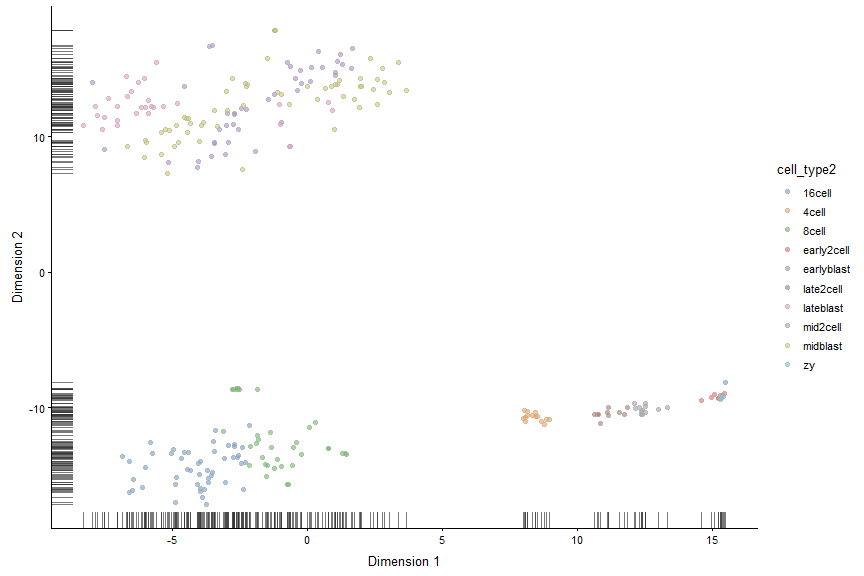 10
0
-10
Dimension 2
-5
0
5
10
15
Dimension 1
cell_type2
16cell
4cell
8cell
early2cell
earlyblast
late2cell
lateblast
mid2cell
midblast
zy